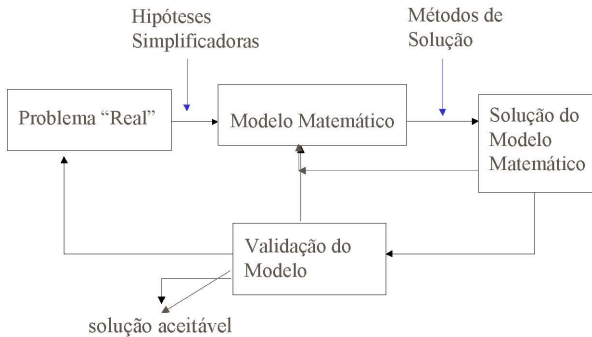 Hipóteses
Simplificadoras
Métodos de
Solução
Problema “Real”
Modelo Matemático
Solução do
Modelo
Matemático
Validação do
Modelo
solução aceitável